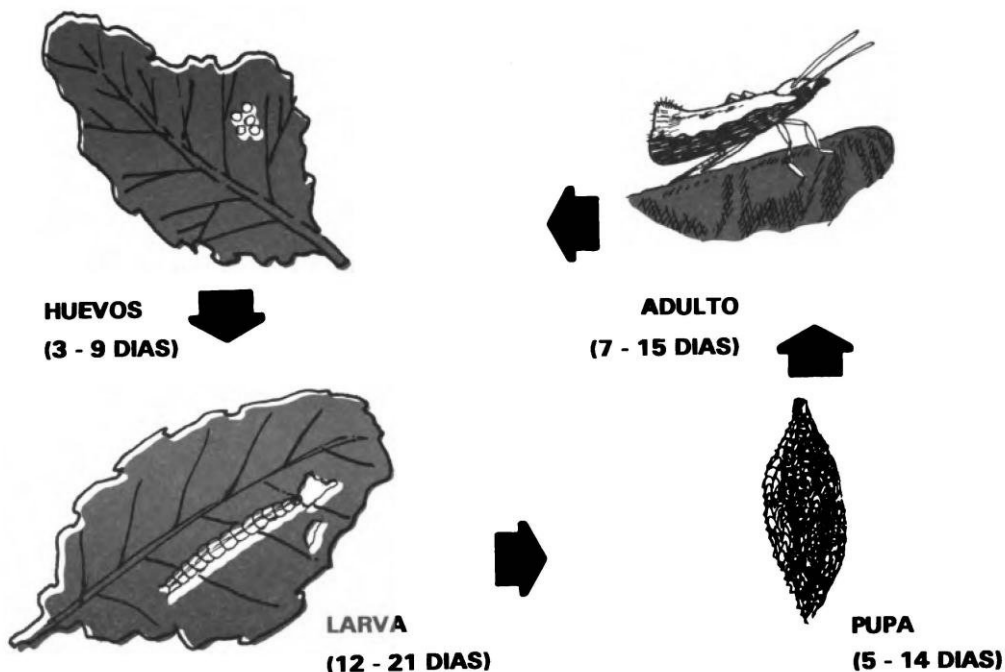 HUEVOS
(3 - 9 DIAS)
ADULTO
(7 - 15 DIAS)
LARVA
(12 - 21 DIAS)
PUPA
(5 - 14 DIAS)